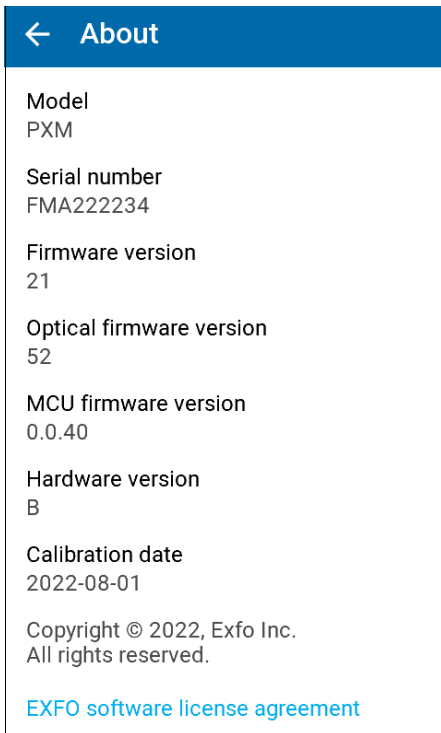 About
Model
PXM
Serial number
FMA222234
Firmware version
21
Optical firmware version
52
MCU firmware version
0.0.40
Hardware version
B
Calibration date
2022-08-01
Copyright © 2022, Exfo Inc.
All rights reserved.
EXFO software license agreement